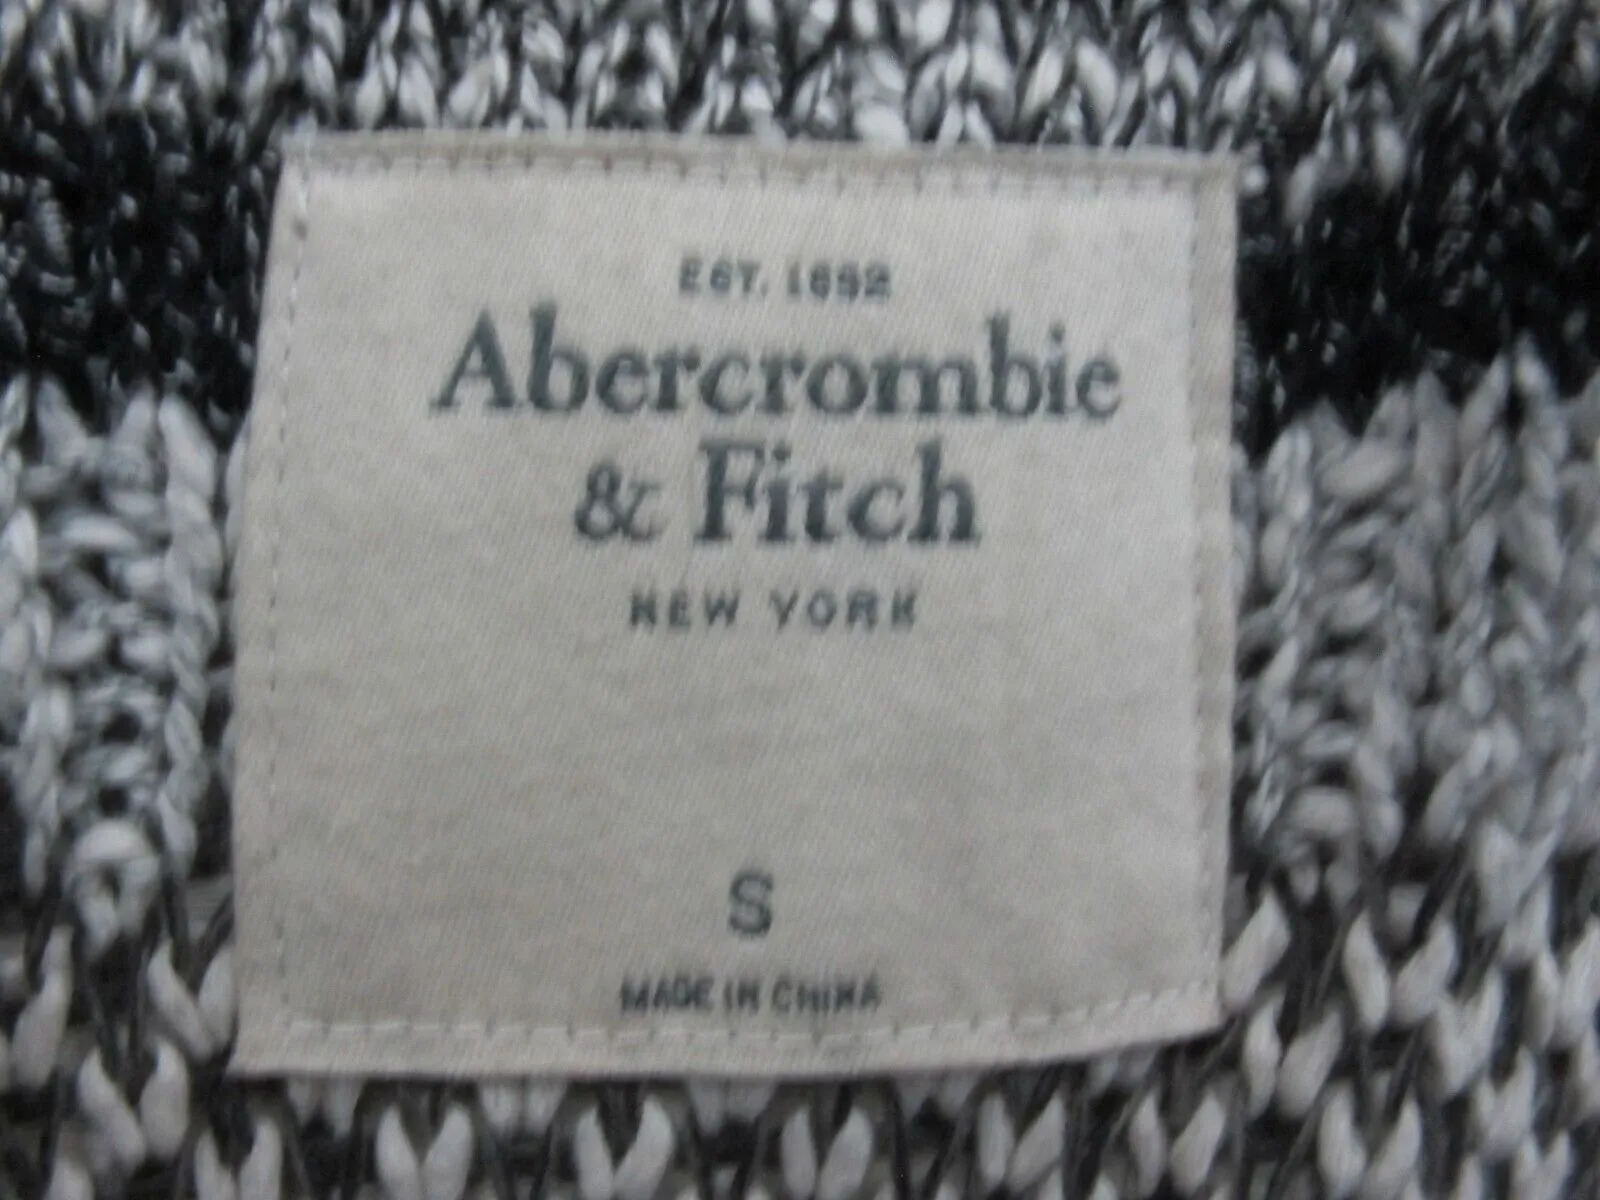 EST. 1892
Abercrombie
& Fitch
NEW YORK
S
MADE IN CHINA